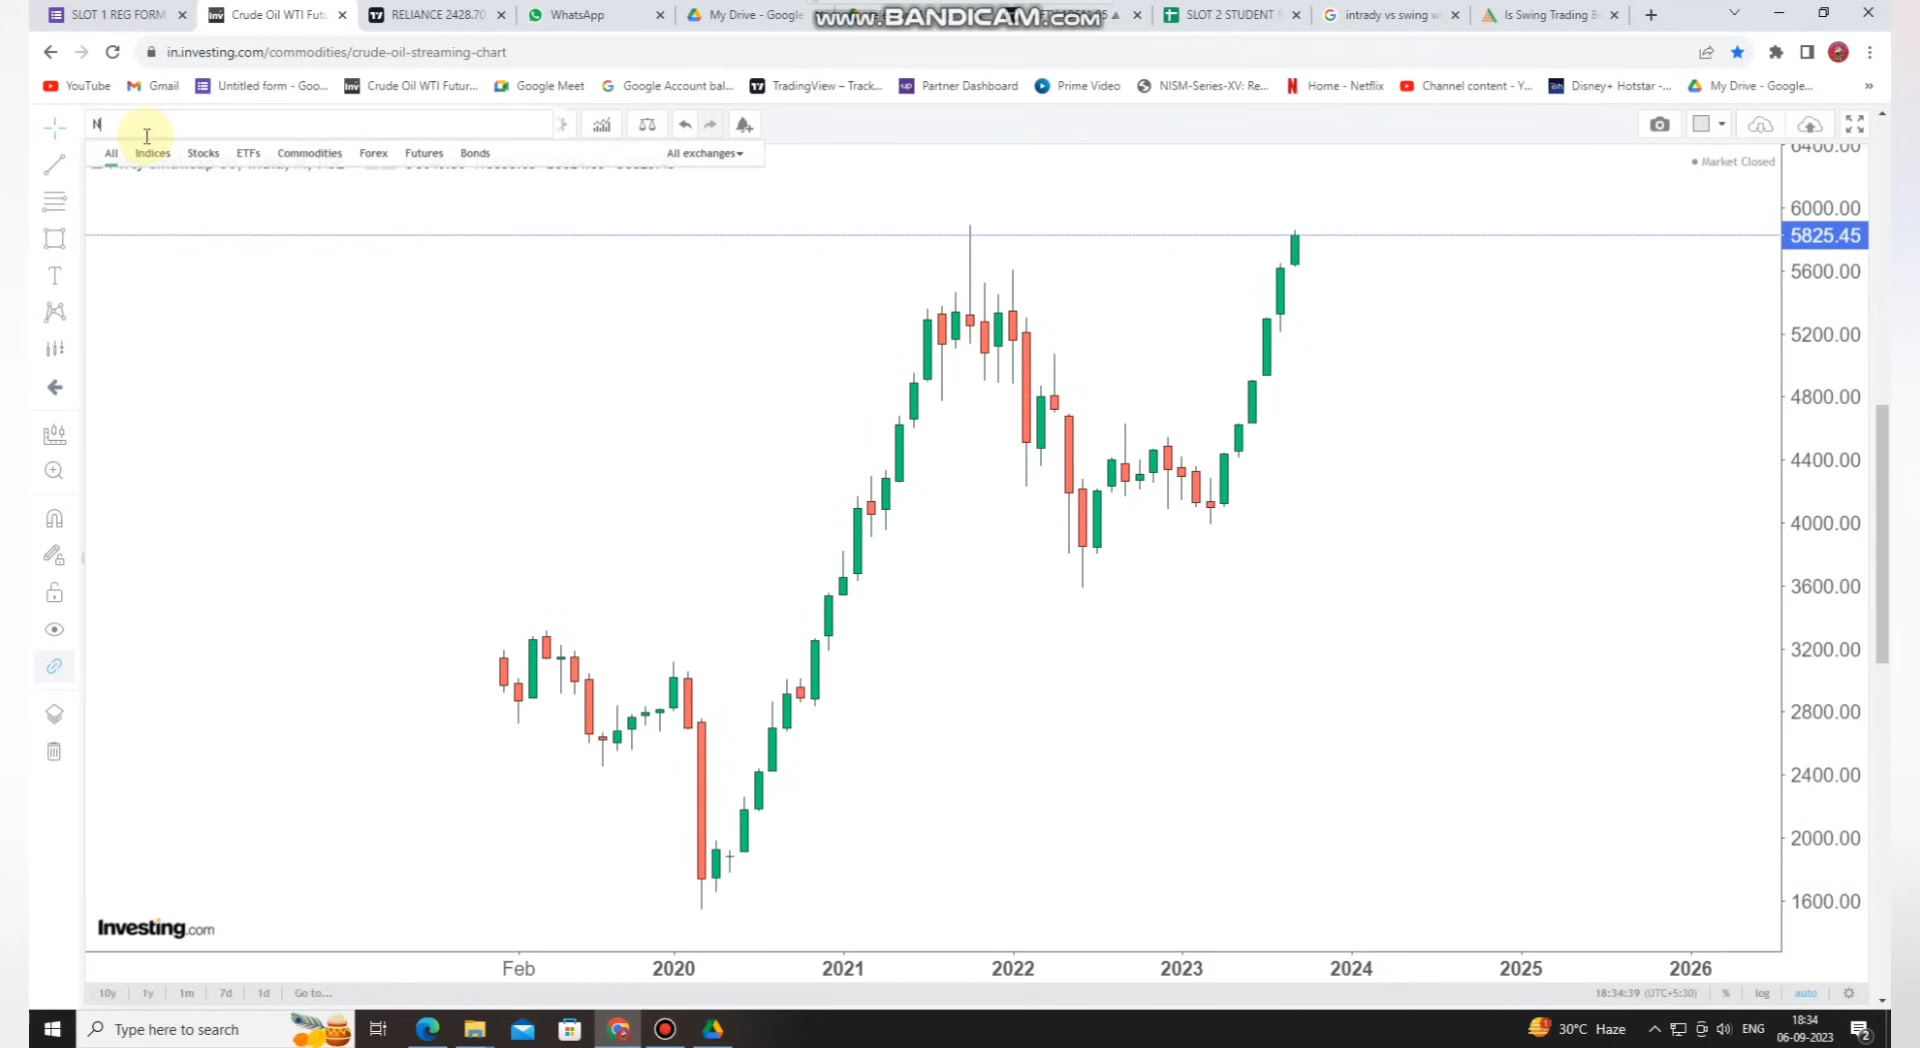 SLOT 1 REG FORM
Crude Oil WTI Futu
RELIANCE 2428.70
WhatsApp
My Drive - Google
www.BANDICAM.com
SLOT 2 STUDENT F
intrady vs swing w
Is Swing Trading B
in.investing.com/commodities/crude-oil-streaming-chart
YouTube
Gmail
Untitled form - Goo...
Crude Oil WTI Futur...
Google Meet
Google Account bal...
TradingView – Track...
Partner Dashboard
Prime Video
NISM-Series-XV: Re...
Home - Netflix
Channel content - Y...
Disney+ Hotstar -...
My Drive - Google...
N
All
Indices
Stocks
ETFs
Commodities
Forex
Futures
Bonds
All exchanges
Market Closed
6400.00
6000.00
5825.45
5600.00
5200.00
4800.00
4400.00
4000.00
3600.00
3200.00
2800.00
2400.00
2000.00
1600.00
Investing.com
Feb
2020
2021
2022
2023
2024
2025
2026
10y
1y
1m
7d
1d
Go to...
18:34:39 (UTC+5:30)
%
log
auto
Type here to search
30°C Haze
ENG
18:34
06-09-2023
2